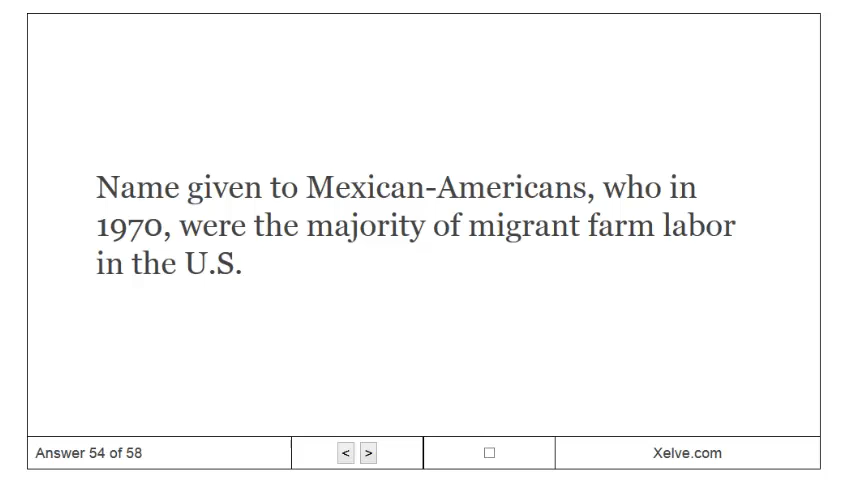 Name given to Mexican-Americans, who in
1970, were the majority of migrant farm labor
in the U.S.
Answer 54 of 58
< >
Xelve.com